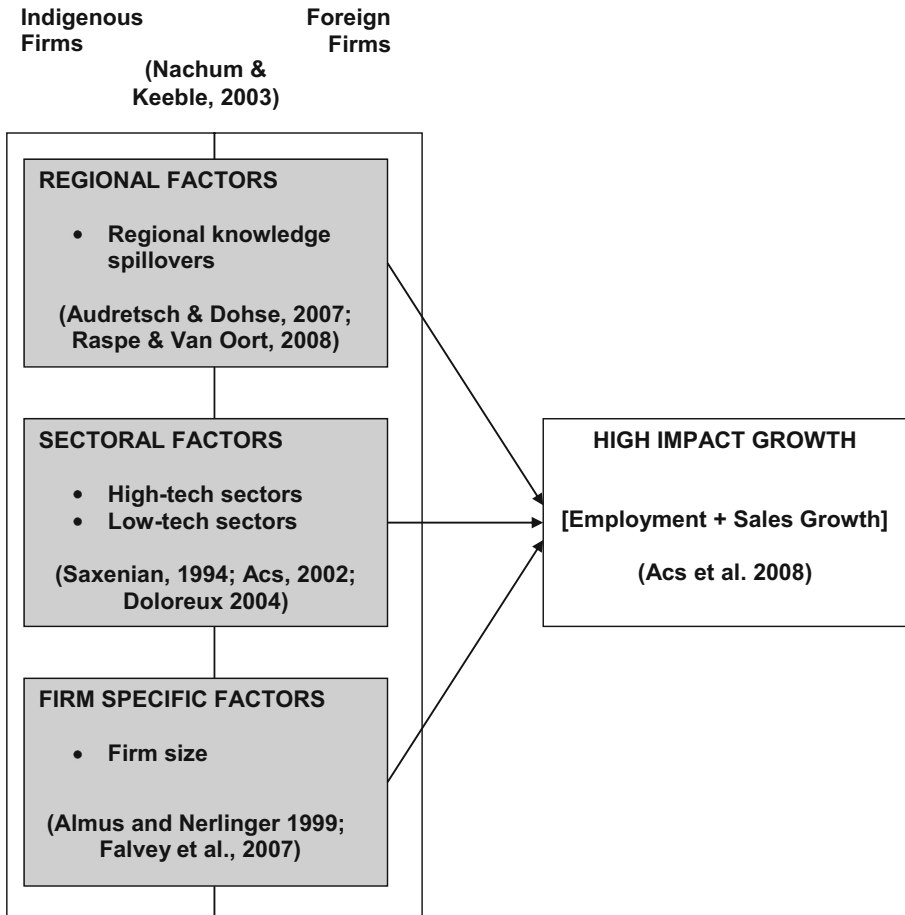 Indigenous
Firms
Foreign
Firms
(Nachum &
Keeble, 2003)
REGIONAL FACTORS
• Regional knowledge
spillovers
(Audretsch & Dohse, 2007;
Raspe & Van Oort, 2008)
SECTORAL FACTORS
• High-tech sectors
• Low-tech sectors
(Saxenian, 1994; Acs, 2002;
Doloreux 2004)
FIRM SPECIFIC FACTORS
• Firm size
(Almus and Nerlinger 1999;
Falvey et al., 2007)
HIGH IMPACT GROWTH
[Employment + Sales Growth]
(Acs et al. 2008)